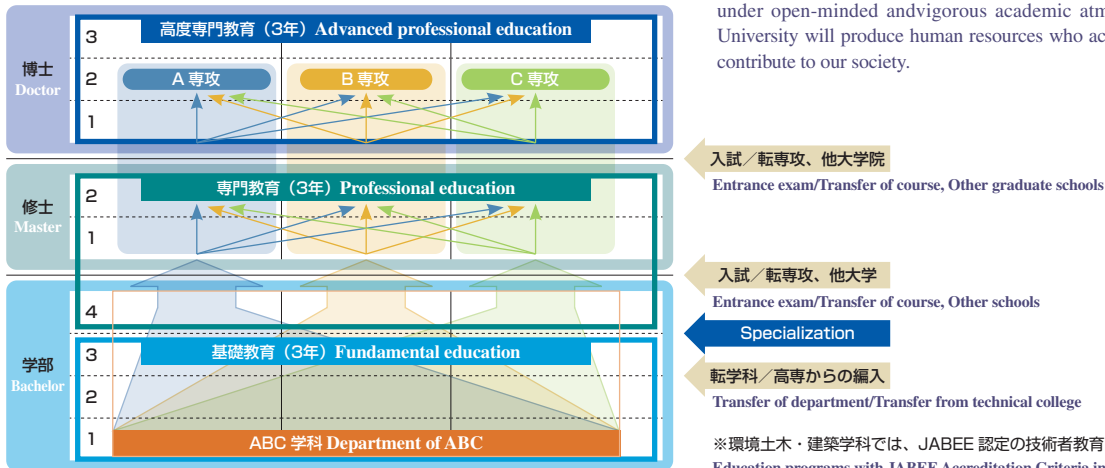 under open-minded andvigorous academic
University will produce human resources who
contribute to our society.
高度専門教育（3年）Advanced professional education
3
博士
Doctor
2
A 専攻
B 専攻
C 専攻
1
入試／転専攻、他大学院
Entrance exam/Transfer of course, Other graduate schools
専門教育（3年）Professional education
2
修士
Master
1
入試／転専攻、他大学
Entrance exam/Transfer of course, Other schools
4
Specialization
基礎教育（3年）Fundamental education
3
学部
Bachelor
2
転学科／高専からの編入
Transfer of department/Transfer from technical college
1
ABC 学科 Department of ABC
※環境土木・建築学科では、JABEE 認定の技術者教育
Education programs with JABEE Accreditation Criteria in